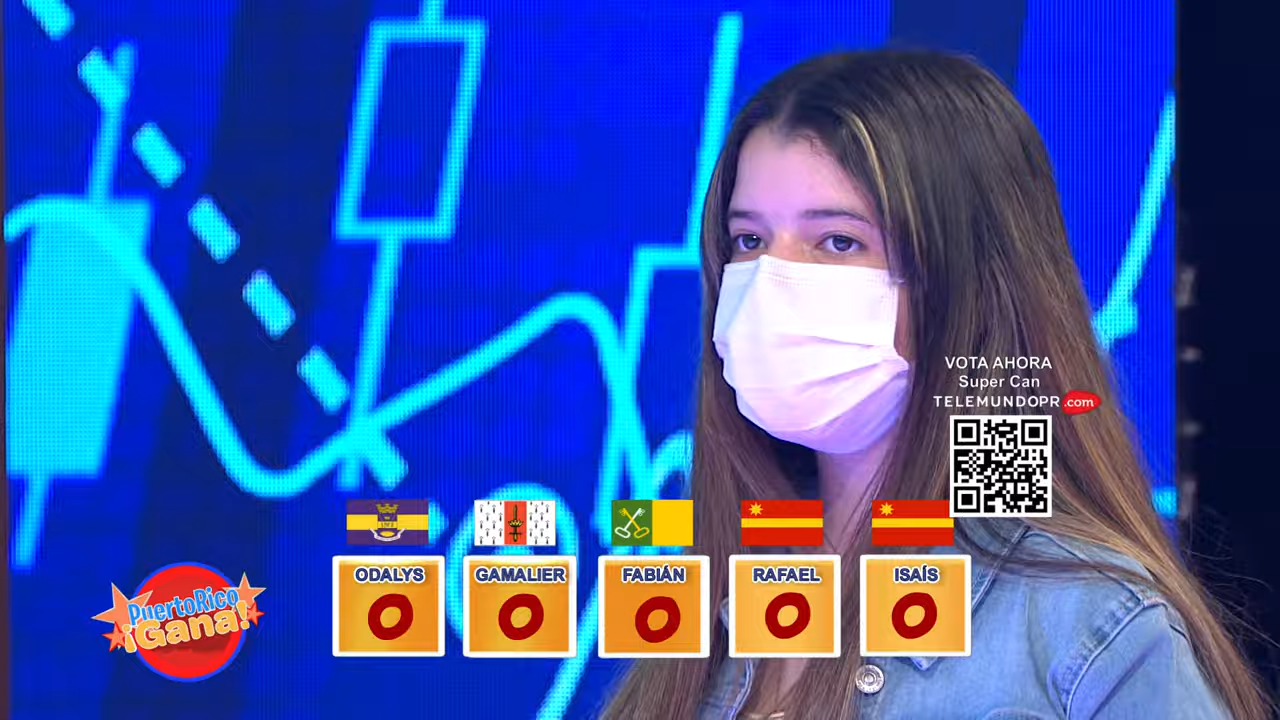 VOTA AHORA
Super Can
TELEMUNDOPR.com
ODALYS
GAMALIER
FABIÁN
RAFAEL
ISAÍS
0
0
0
0
0
PuertoRico
¡Gana!